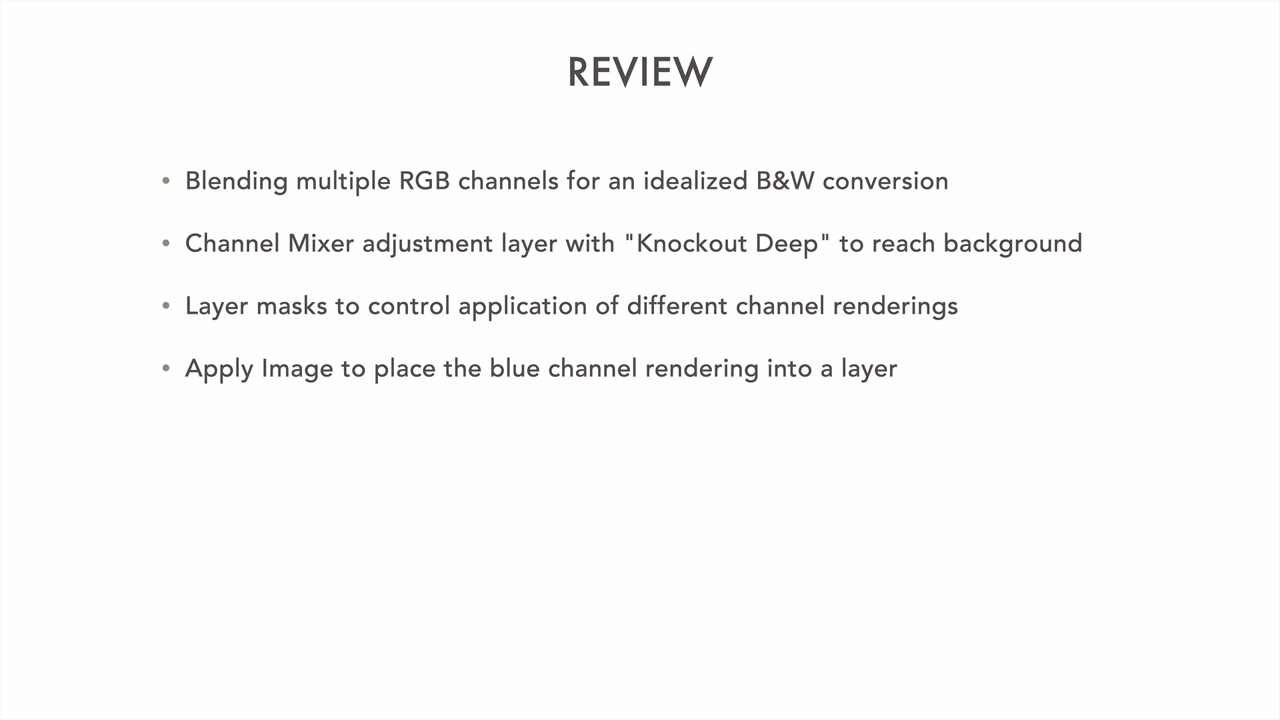 REVIEW
• Blending multiple RGB channels for an idealized B&W conversion
• Channel Mixer adjustment layer with "Knockout Deep" to reach background
• Layer masks to control application of different channel renderings
• Apply Image to place the blue channel rendering into a layer